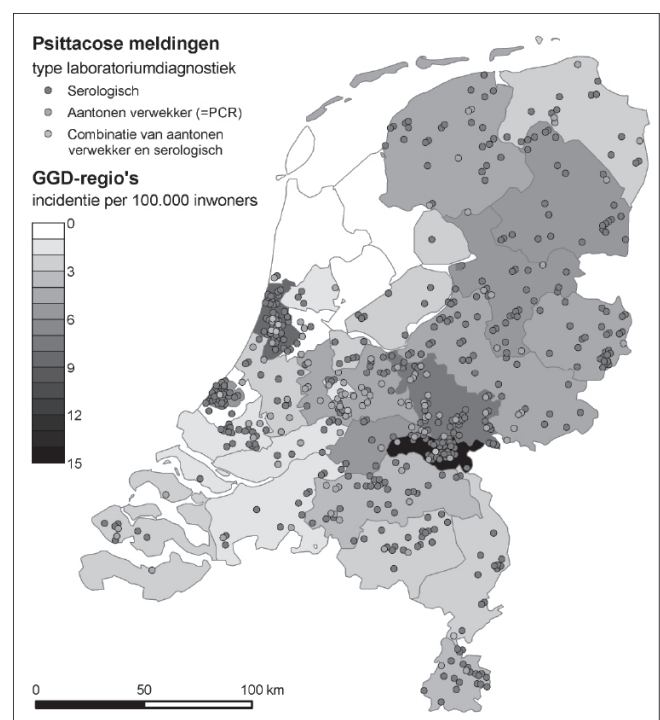 Psittacose meldingen
type laboratoriumdiagnostiek
Serologisch
Aantonen verwekker (=PCR)
Combinatie van aantonen
verwekker en serologisch
GGD-regio's
incidentie per 100.000 inwoners
0
3
6
9
12
15
0 50 100 km